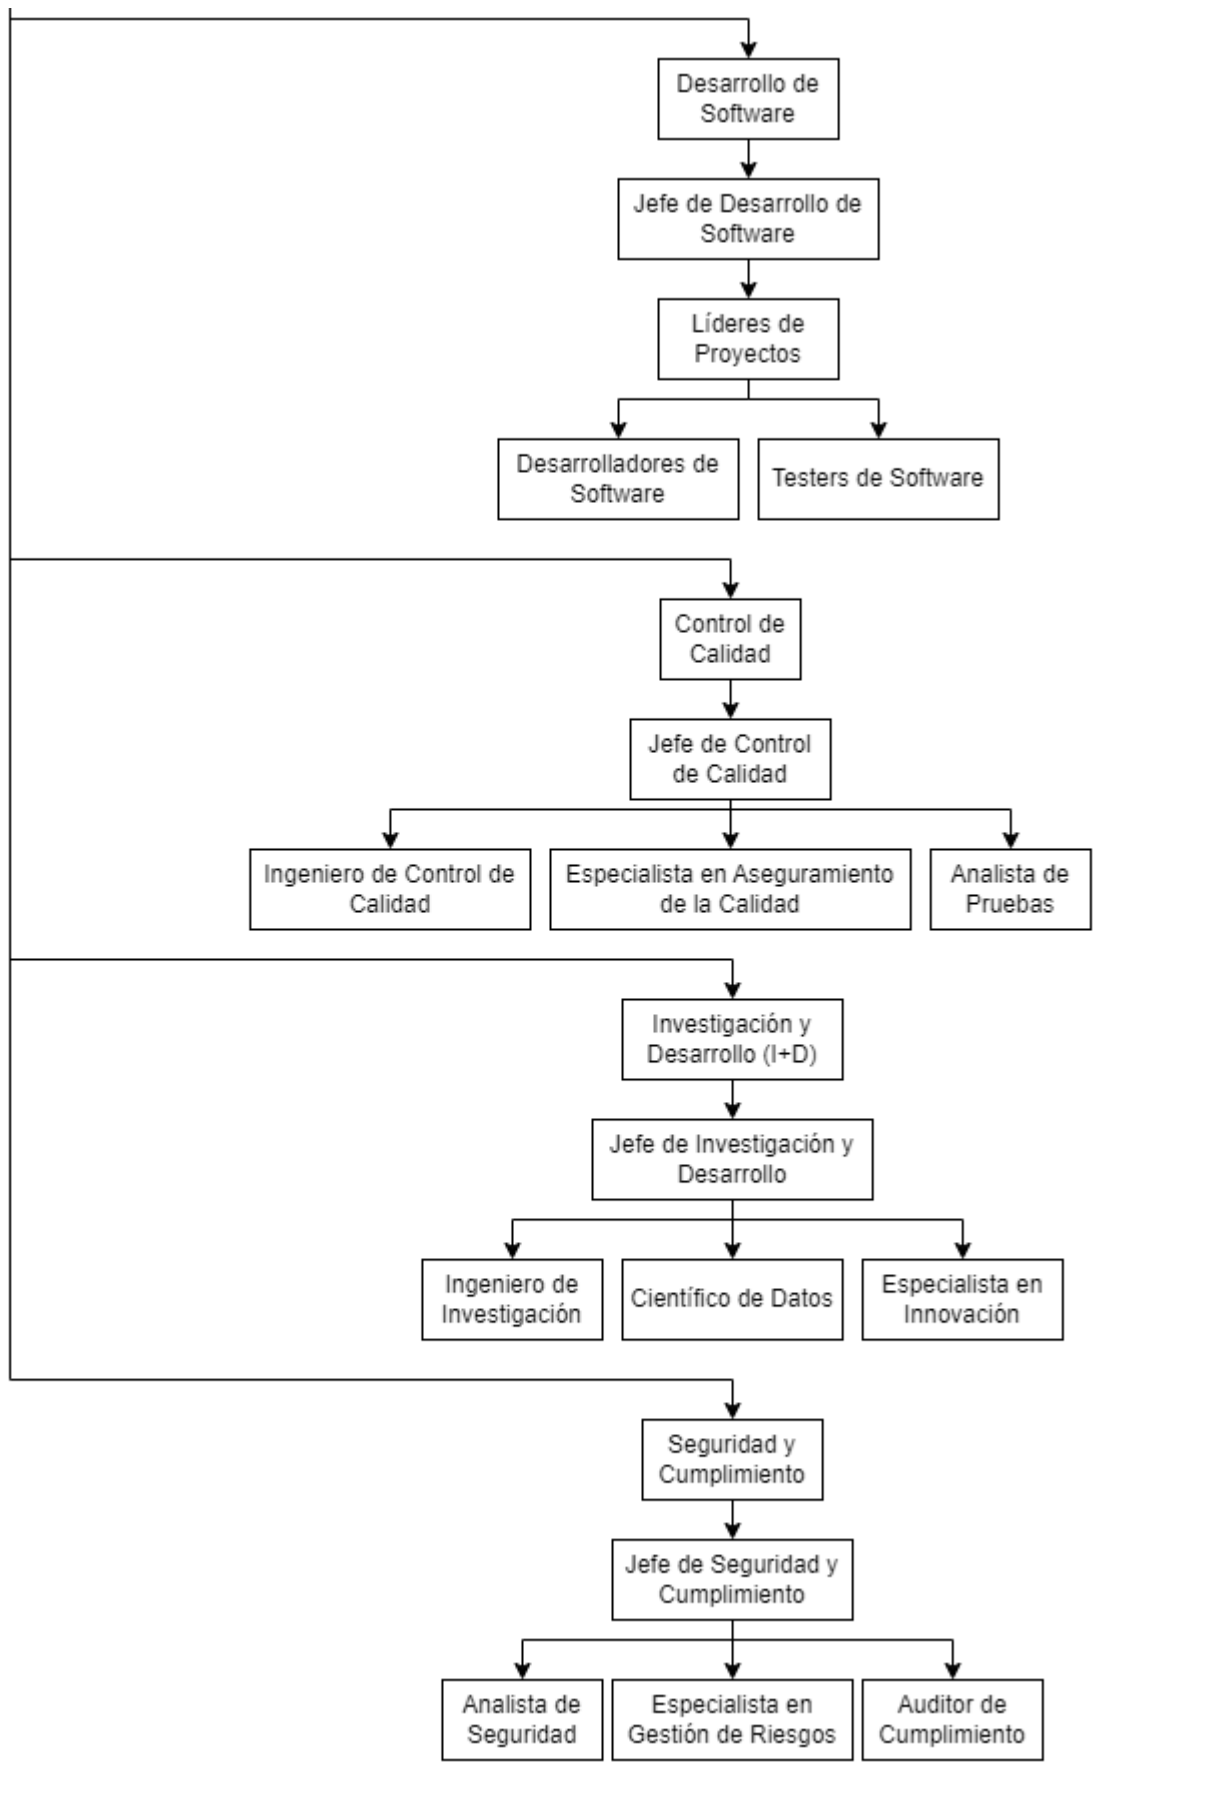 Desarrollo de
Software
Jefe de Desarrollo de
Software
Líderes de
Proyectos
Desarrolladores de
Software
Testers de Software
Control de
Calidad
Jefe de Control
de Calidad
Ingeniero de Control de
Calidad
Especialista en Aseguramiento
de la Calidad
Analista de
Pruebas
Investigación y
Desarrollo (I+D)
Jefe de Investigación y
Desarrollo
Ingeniero de
Investigación
Científico de Datos
Especialista en
Innovación
Seguridad y
Cumplimiento
Jefe de Seguridad y
Cumplimiento
Analista de
Seguridad
Especialista en
Gestión de Riesgos
Auditor de
Cumplimiento